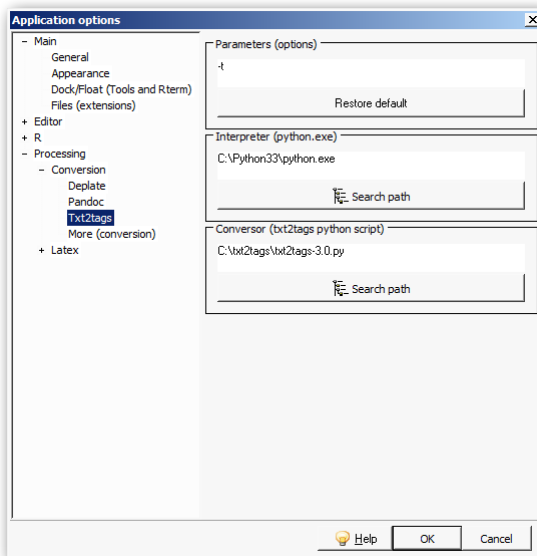 Application options
Main
General
Appearance
Dock/Float (Tools and Rterm)
Files (extensions)
Editor
R
Processing
Conversion
Deplate
Pandoc
Txt2tags
More (conversion)
Latex
Parameters (options)
-t
Restore default
Interpreter (python.exe)
C:\Python33\python.exe
Search path
Conversor (txt2tags python script)
C:\txt2tags\txt2tags-3.0.py
Search path
Help
OK
Cancel